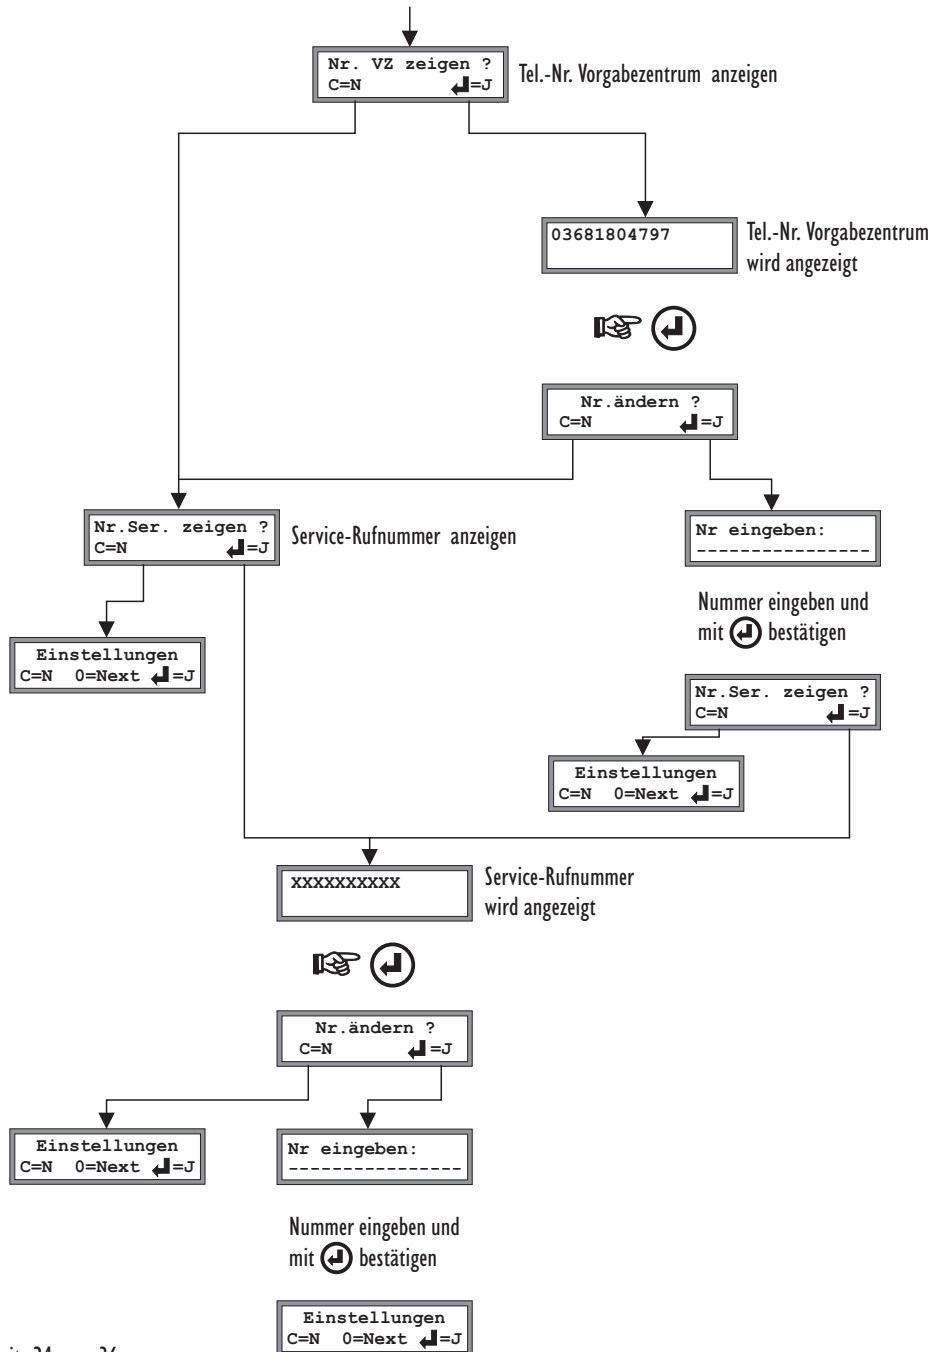 Nr. VZ zeigen ?
C=N ↵=J
Tel.-Nr. Vorgabezentrum anzeigen
03681804797
Tel.-Nr. Vorgabezentrum
wird angezeigt
Nr.ändern ?
C=N ↵=J
Nr.Ser. zeigen ?
C=N ↵=J
Service-Rufnummer anzeigen
Nr eingeben:
----------------
Nummer eingeben und
mit ↵ bestätigen
Einstellungen
C=N 0=Next ↵=J
Nr.Ser. zeigen ?
C=N ↵=J
Einstellungen
C=N 0=Next ↵=J
XXXXXXXXXX
Service-Rufnummer
wird angezeigt
Nr.ändern ?
C=N ↵=J
Einstellungen
C=N 0=Next ↵=J
Nr eingeben:
----------------
Nummer eingeben und
mit ↵ bestätigen
Einstellungen
C=N 0=Next ↵=J